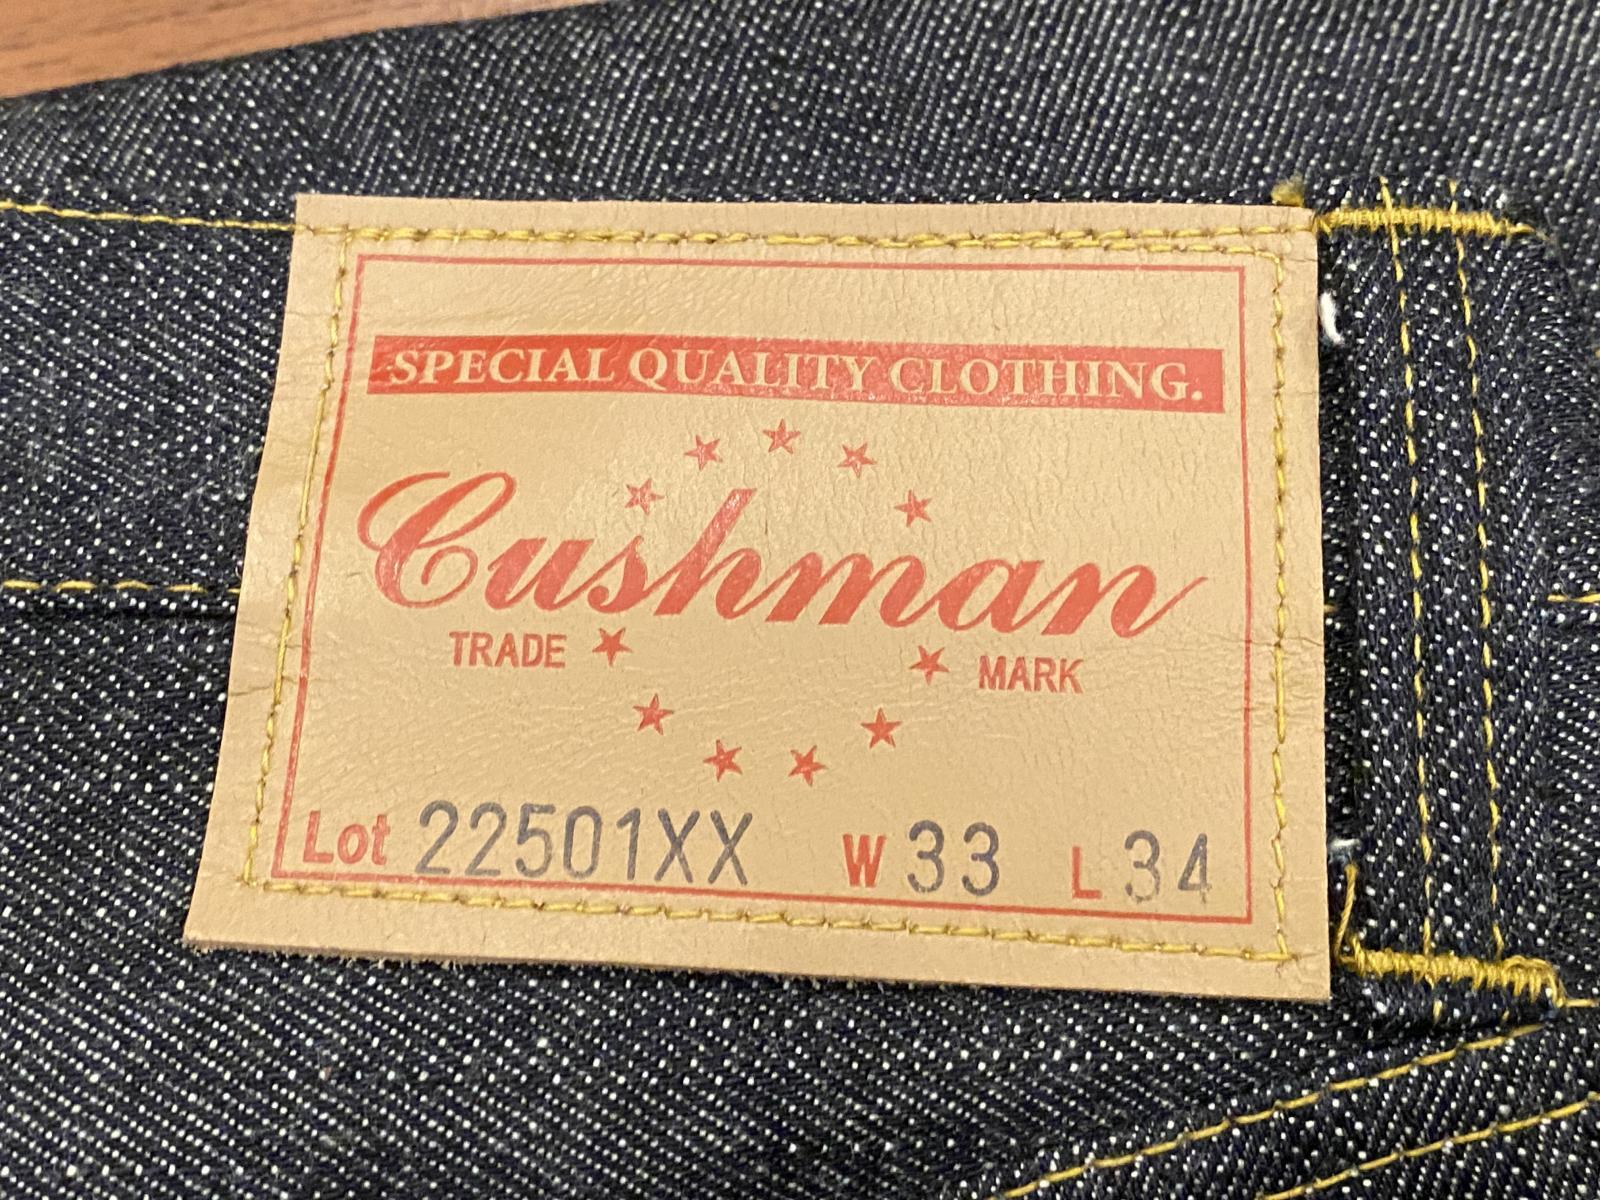 SPECIAL QUALITY CLOTHING.
Cushman
TRADE MARK
Lot 22501XX W 33 L 34